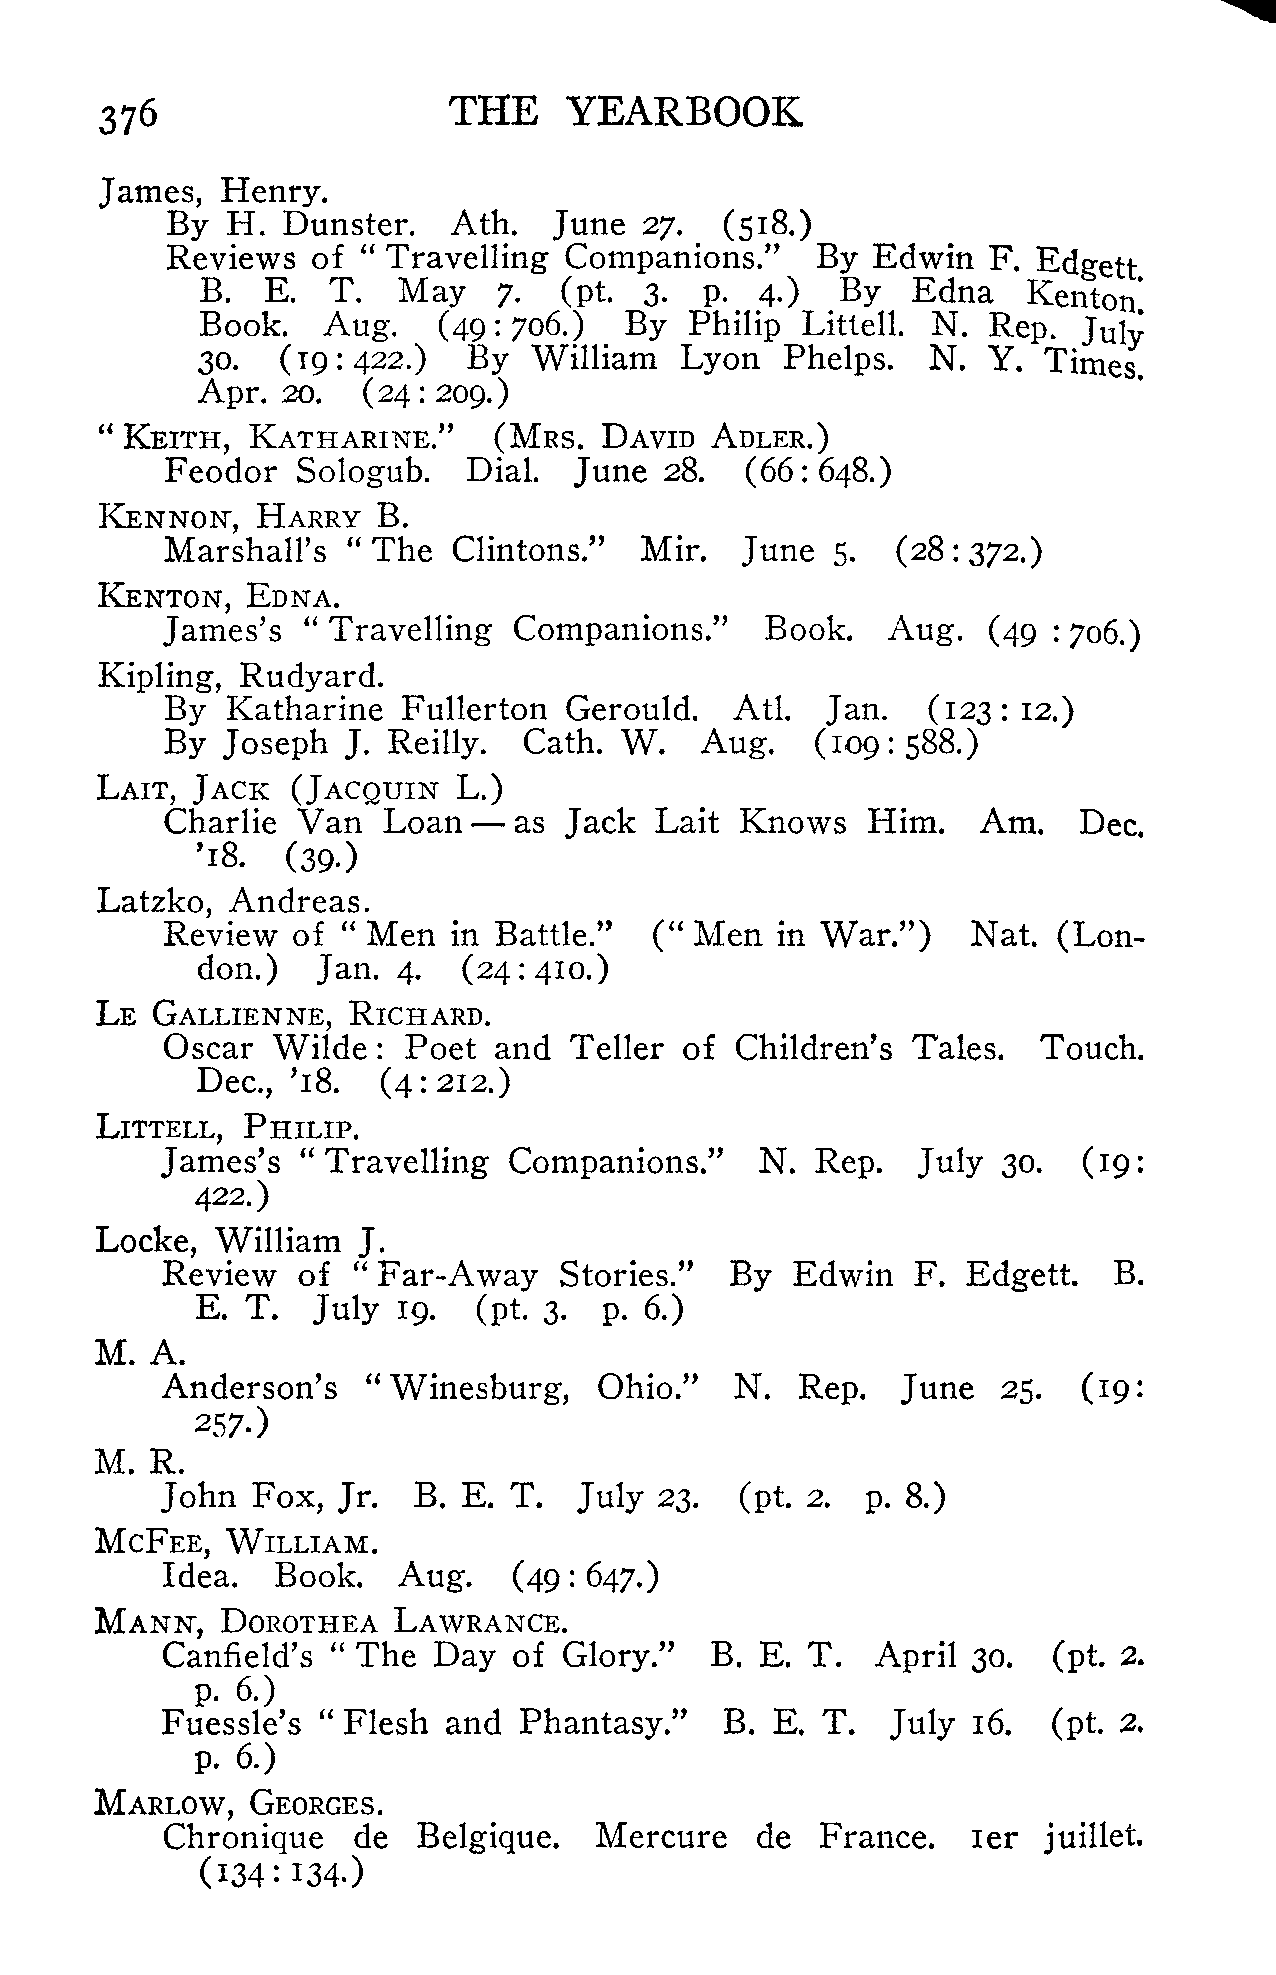 376 THE YEARBOOK
James, Henry.
By H. Dunster. Ath. June 27. (518.)
Reviews of “ Travelling Companions.” By Edwin F. Edgett.
B. E. T. May 7. (pt. 3. p. 4.) By Edna Kenton.
Book. Aug. (49 : 706.) By Philip Littell. N. Rep. July
30. (19 : 422.) By William Lyon Phelps. N. Y. Times.
Apr. 20. (24 : 209.)
“ KEITH, KATHARINE.” (MRS. DAVID ADLER.)
Feodor Sologub. Dial. June 28. (66 : 648.)
KENNON, HARRY B.
Marshall’s “ The Clintons.” Mir. June 5. (28 : 372.)
KENTON, EDNA.
James’s “ Travelling Companions.” Book. Aug. (49 : 706.)
Kipling, Rudyard.
By Katharine Fullerton Gerould. Atl. Jan. (123 : 12.)
By Joseph J. Reilly. Cath. W. Aug. (109 : 588.)
LAIT, JACK (JACQUIN L.)
Charlie Van Loan — as Jack Lait Knows Him. Am. Dec.
’18. (39.)
Latzko, Andreas.
Review of “ Men in Battle.” (“ Men in War.”) Nat. (Lon-
don.) Jan. 4. (24 : 410.)
LE GALLIENNE, RICHARD.
Oscar Wilde : Poet and Teller of Children’s Tales. Touch.
Dec., ’18. (4 : 212.)
LITTELL, PHILIP.
James’s “ Travelling Companions.” N. Rep. July 30. (19 :
422.)
Locke, William J.
Review of “ Far-Away Stories.” By Edwin F. Edgett. B.
E. T. July 19. (pt. 3. p. 6.)
M. A.
Anderson’s “ Winesburg, Ohio.” N. Rep. June 25. (19 :
257.)
M. R.
John Fox, Jr. B. E. T. July 23. (pt. 2. p. 8.)
MCFEE, WILLIAM.
Idea. Book. Aug. (49 : 647.)
MANN, DOROTHEA LAWRANCE.
Canfield’s “ The Day of Glory.” B. E. T. April 30. (pt. 2.
p. 6.)
Fuessle’s “ Flesh and Phantasy.” B. E. T. July 16. (pt. 2.
p. 6.)
MARLOW, GEORGES.
Chronique de Belgique. Mercure de France. 1er juillet.
(134 : 134.)